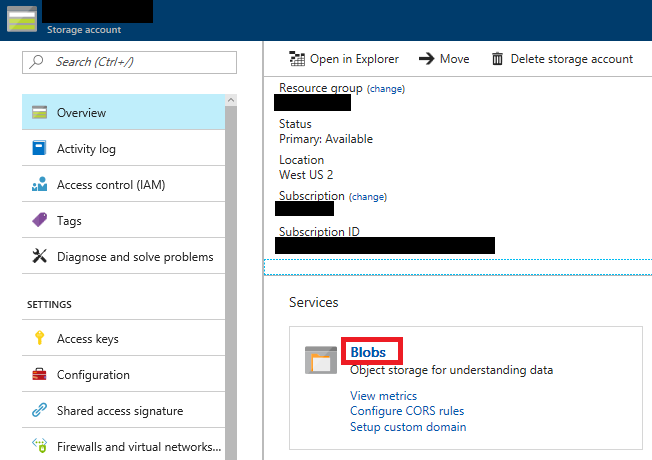 Storage account
Search (Ctrl+/)
Overview
Activity log
Access control (IAM)
Tags
Diagnose and solve problems
SETTINGS
Access keys
Configuration
Shared access signature
Firewalls and virtual networks...
Open in Explorer
Move
Delete storage account
Resource group (change)
Status
Primary: Available
Location
West US 2
Subscription (change)
Subscription ID
Services
Blobs
Object storage for understanding data
View metrics
Configure CORS rules
Setup custom domain